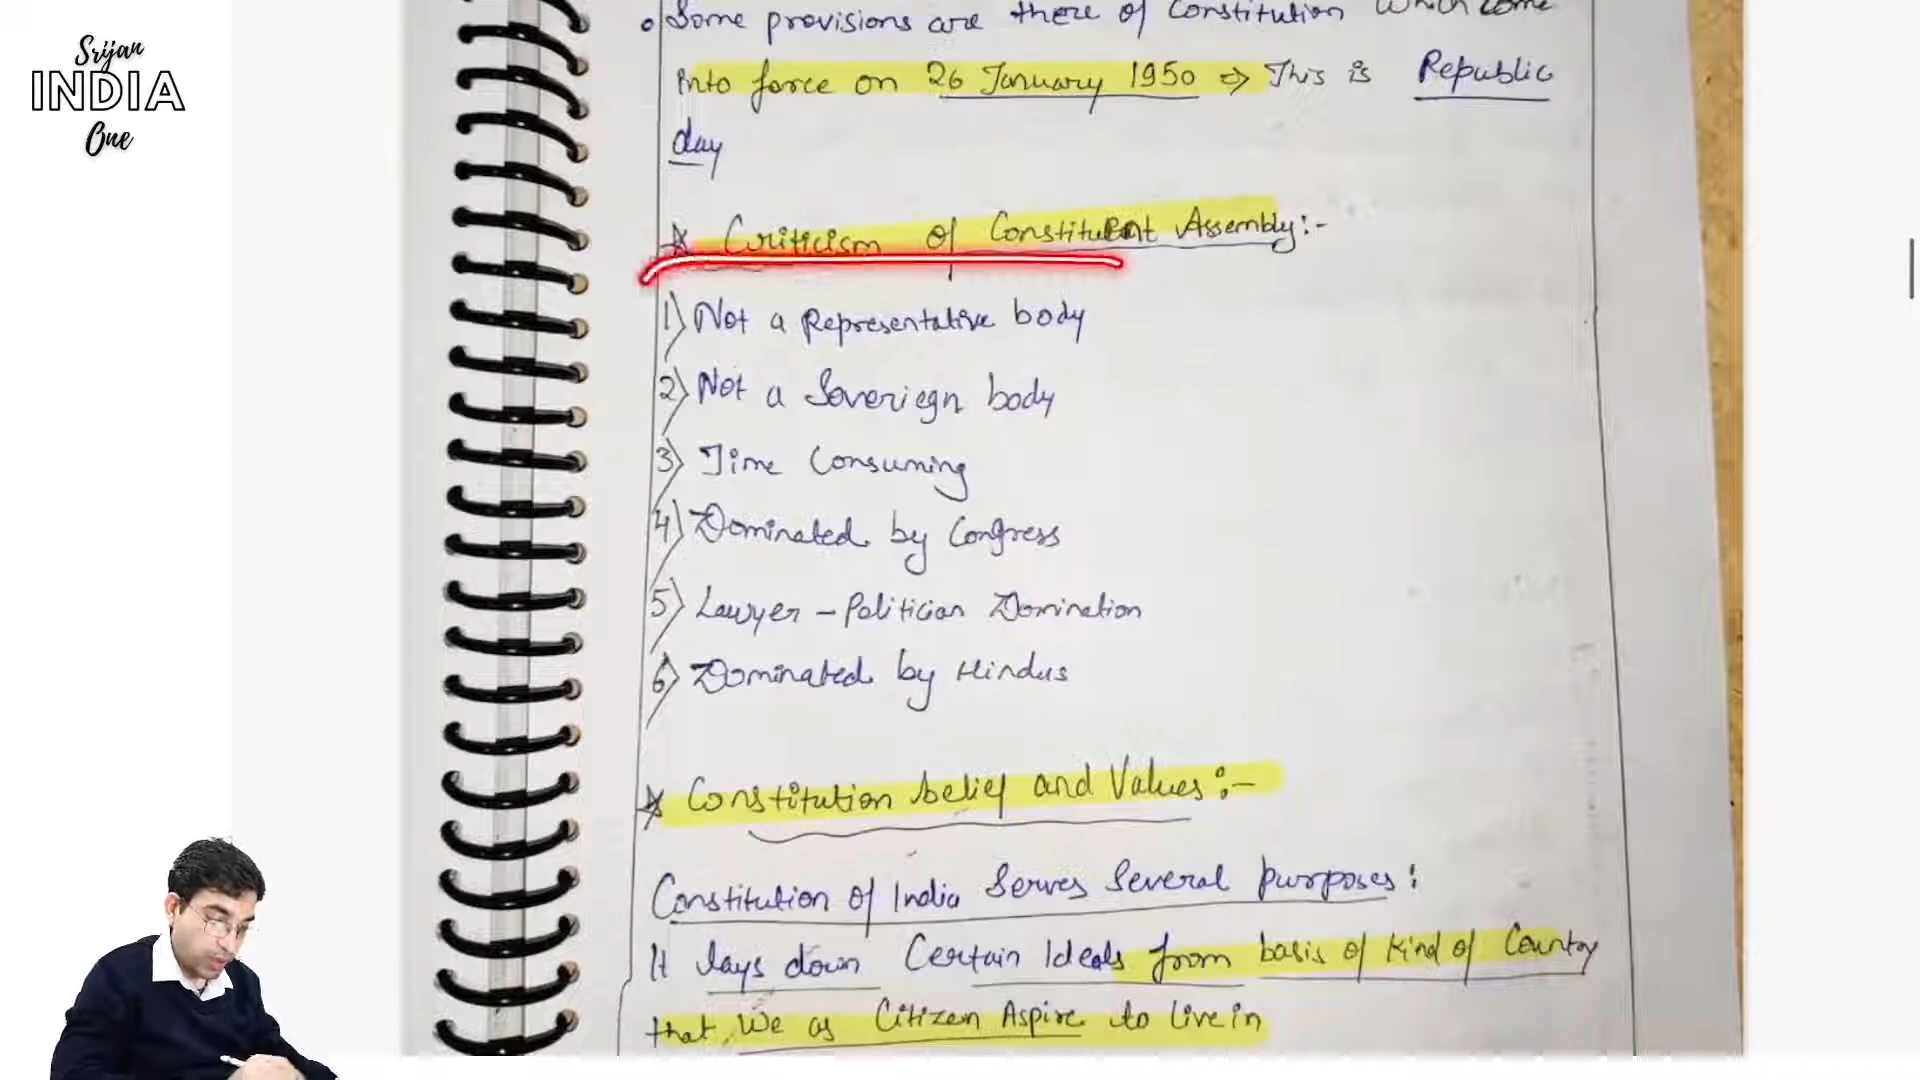 Srijan
INDIA
One
Some provisions are there of Constitution which come
into force on 26 January 1950 ⇒ This is Republic
day
* Criticism of Constituent Assembly:-
1) Not a Representative body
2) Not a Soveriegn body
3) Time Consuming
4) Dominated by Congress
5) Lawyer - Politician Domination
6) Dominated by Hindus
* Constitution belief and Values:-
Constitution of India Serves Several purposes:
It lays down Certain Ideals from basis of Kind of Country
that We as Citizen Aspire to live in